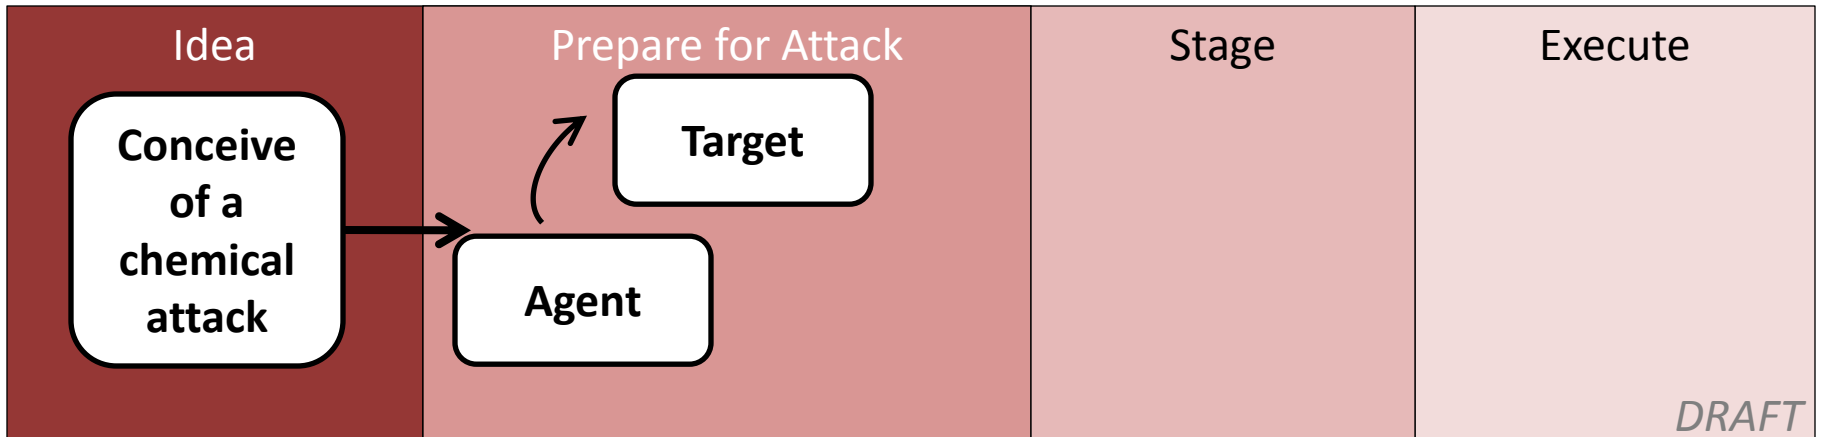 Idea
Prepare for Attack
Stage
Execute
Conceive
of a
chemical
attack
Target
Agent
DRAFT